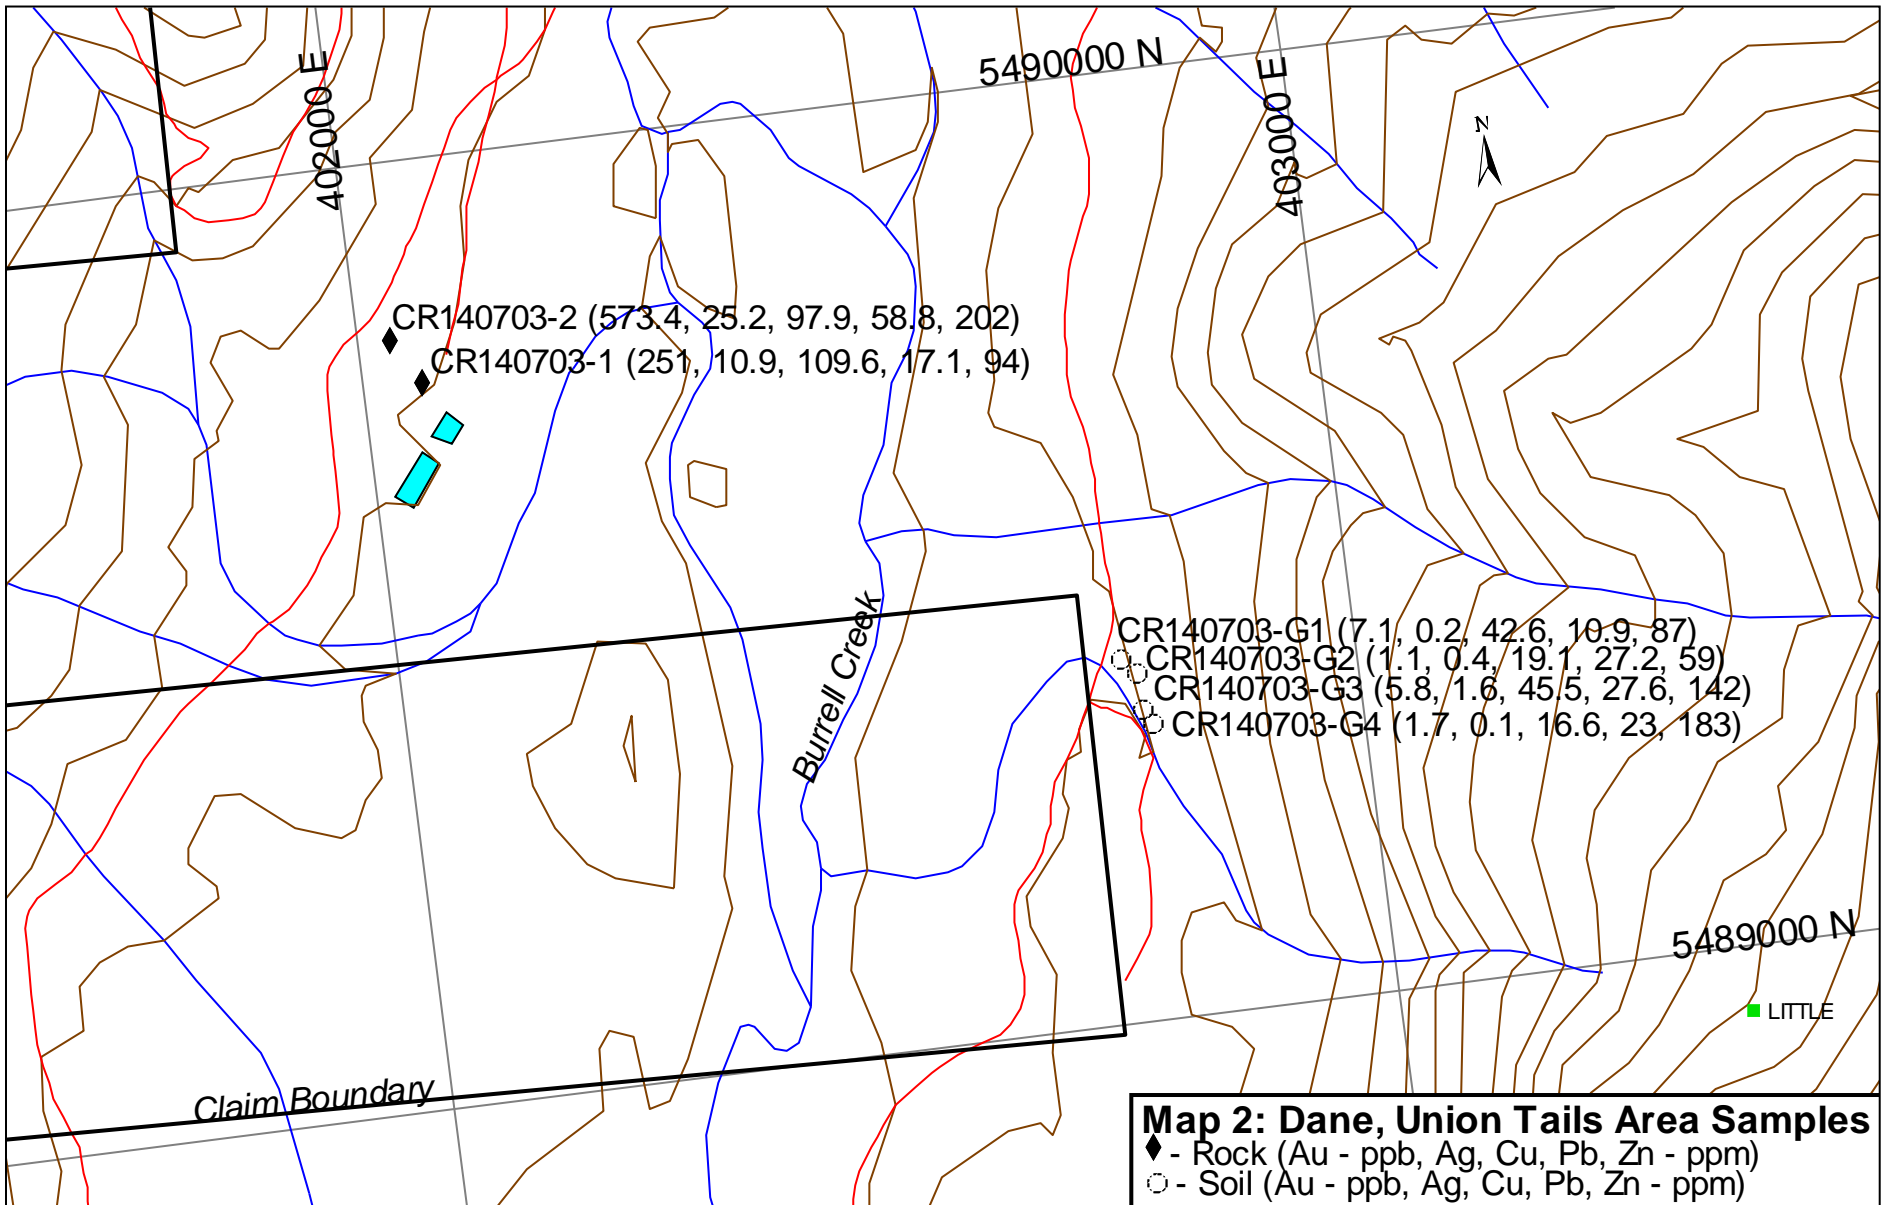 5490000 N
402000 E
403000 E
N
CR140703-2 (573.4, 25.2, 97.9, 58.8, 202)
CR140703-1 (251, 10.9, 109.6, 17.1, 94)
Burrell Creek
CR140703-G1 (7.1, 0.2, 42.6, 10.9, 87)
CR140703-G2 (1.1, 0.4, 19.1, 27.2, 59)
CR140703-G3 (5.8, 1.6, 45.5, 27.6, 142)
CR140703-G4 (1.7, 0.1, 16.6, 23, 183)
5489000 N
LITTLE
Claim Boundary
Map 2: Dane, Union Tails Area Samples
- Rock (Au - ppb, Ag, Cu, Pb, Zn - ppm)
- Soil (Au - ppb, Ag, Cu, Pb, Zn - ppm)